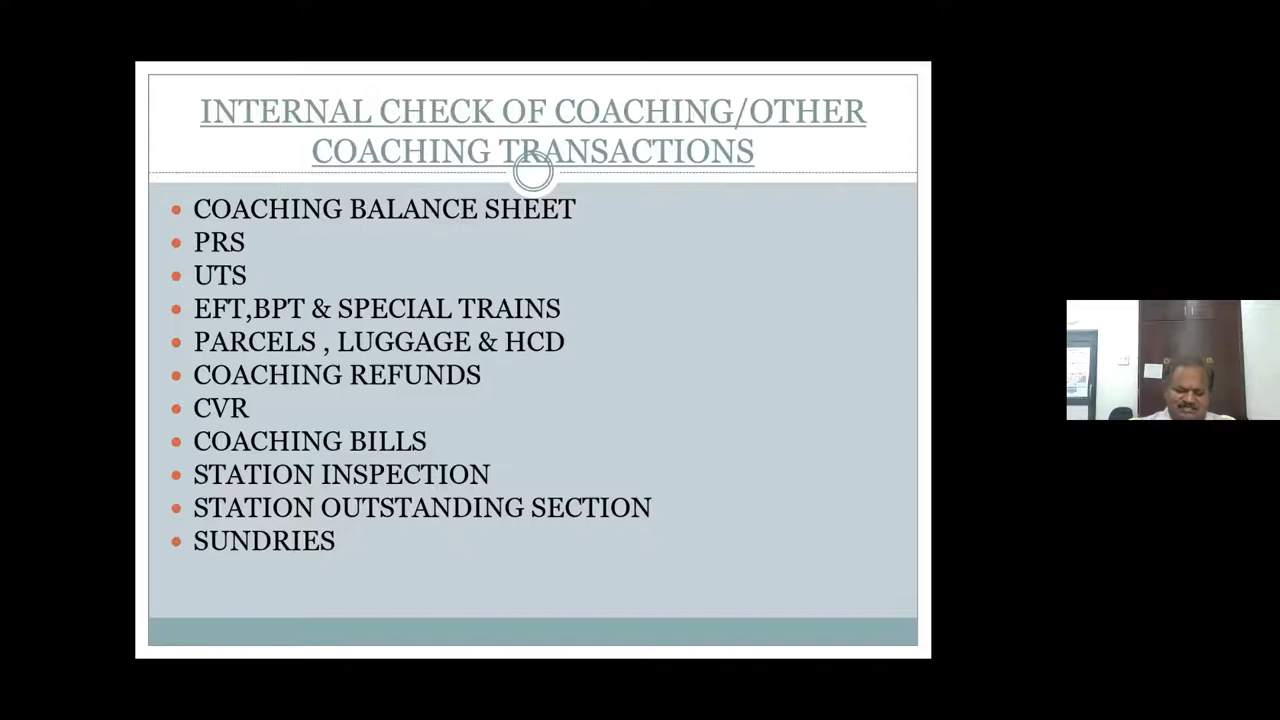 INTERNAL CHECK OF COACHING/OTHER
COACHING TRANSACTIONS
COACHING BALANCE SHEET
PRS
UTS
EFT,BPT & SPECIAL TRAINS
PARCELS , LUGGAGE & HCD
COACHING REFUNDS
CVR
COACHING BILLS
STATION INSPECTION
STATION OUTSTANDING SECTION
SUNDRIES